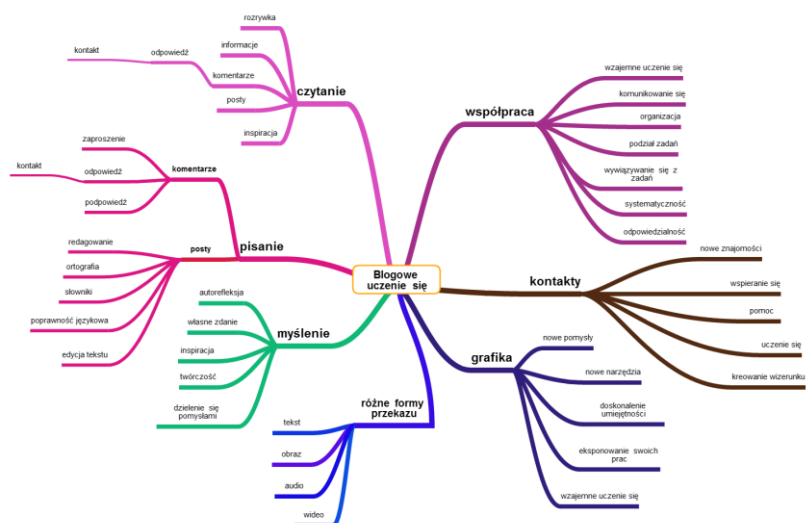 rozrywka
informacje
kontakt
odpowiedź
komentarze
czytanie
posty
inspiracja
zaproszenie
kontakt
odpowiedź
komentarze
podpowiedź
redagowanie
posty
pisanie
ortografia
słowniki
poprawność językowa
edycja tekstu
Blogowe
uczenie się
autorefleksja
własne zdanie
myślenie
inspiracja
twórczość
dzielenie się
pomysłami
różne formy
przekazu
tekst
obraz
audio
wideo
współpraca
wzajemne uczenie się
komunikowanie się
organizacja
podział zadań
wywiązywanie się z
zadań
systematyczność
odpowiedzialność
kontakty
nowe znajomości
wspieranie się
pomoc
uczenie się
kreowanie wizerunku
grafika
nowe pomysły
nowe narzędzia
doskonalenie
umiejętności
eksponowanie swoich
prac
wzajemne uczenie się